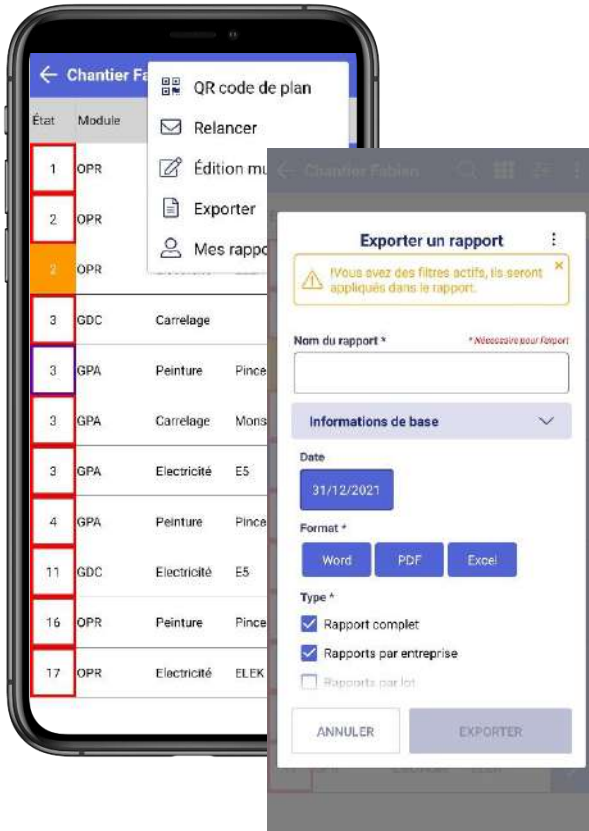 Chantier Fa
QR code de plan
Relancer
Édition mu
Exporter
Mes rappo
État Module
1 OPR
2 OPR
2 OPR
3 GDC Carrelage
3 GPA Peinture Pince
3 GPA Carrelage Mons
3 GPA Electricité E5
4 GPA Peinture Pince
11 GDC Electricité E5
16 OPR Peinture Pince
17 OPR Electricité ELEK
Chantier Fabien
Exporter un rapport
!Vous avez des filtres actifs, ils seront
appliqués dans le rapport.
Nom du rapport * * Nécessaire pour l'export
Informations de base
Date
31/12/2021
Format *
Word PDF Excel
Type *
Rapport complet
Rapports par entreprise
Rapports par lot
ANNULER EXPORTER